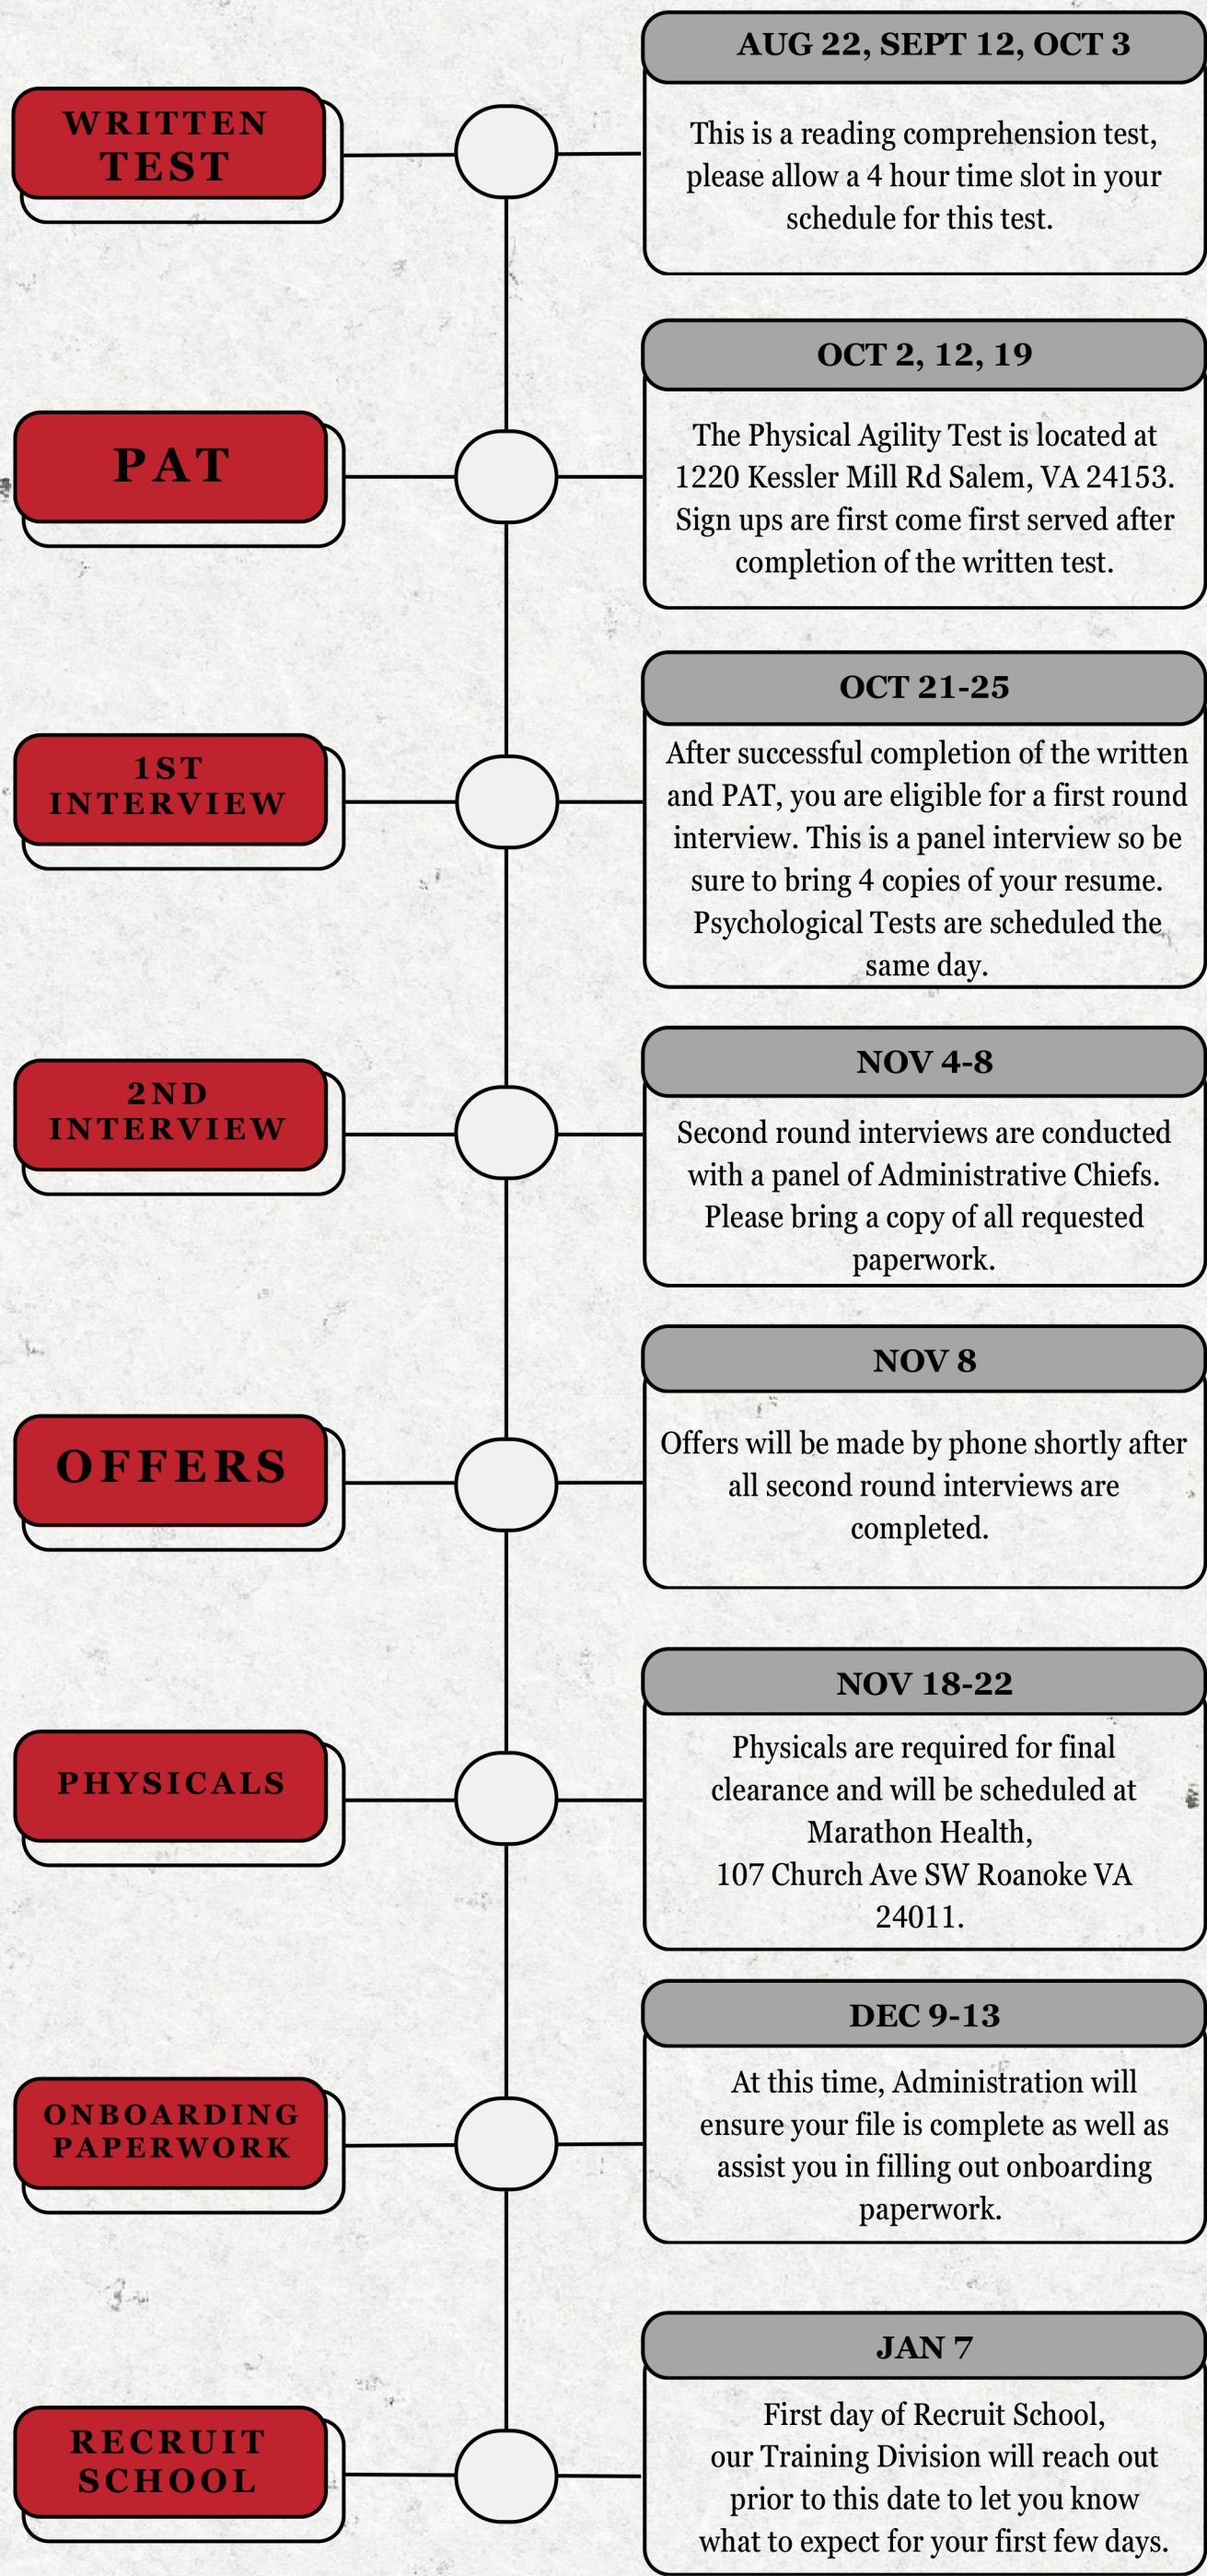 AUG 22, SEPT 12, OCT 3
WRITTEN
TEST
This is a reading comprehension test,
please allow a 4 hour time slot in your
schedule for this test.
OCT 2, 12, 19
PAT
The Physical Agility Test is located at
1220 Kessler Mill Rd Salem, VA 24153.
Sign ups are first come first served after
completion of the written test.
OCT 21-25
1ST
INTERVIEW
After successful completion of the written
and PAT, you are eligible for a first round
interview. This is a panel interview so be
sure to bring 4 copies of your resume.
Psychological Tests are scheduled the
same day.
NOV 4-8
2ND
INTERVIEW
Second round interviews are conducted
with a panel of Administrative Chiefs.
Please bring a copy of all requested
paperwork.
NOV 8
OFFERS
Offers will be made by phone shortly after
all second round interviews are
completed.
NOV 18-22
PHYSICALS
Physicals are required for final
clearance and will be scheduled at
Marathon Health,
107 Church Ave SW Roanoke VA
24011.
DEC 9-13
ONBOARDING
PAPERWORK
At this time, Administration will
ensure your file is complete as well as
assist you in filling out onboarding
paperwork.
JAN 7
RECRUIT
SCHOOL
First day of Recruit School,
our Training Division will reach out
prior to this date to let you know
what to expect for your first few days.